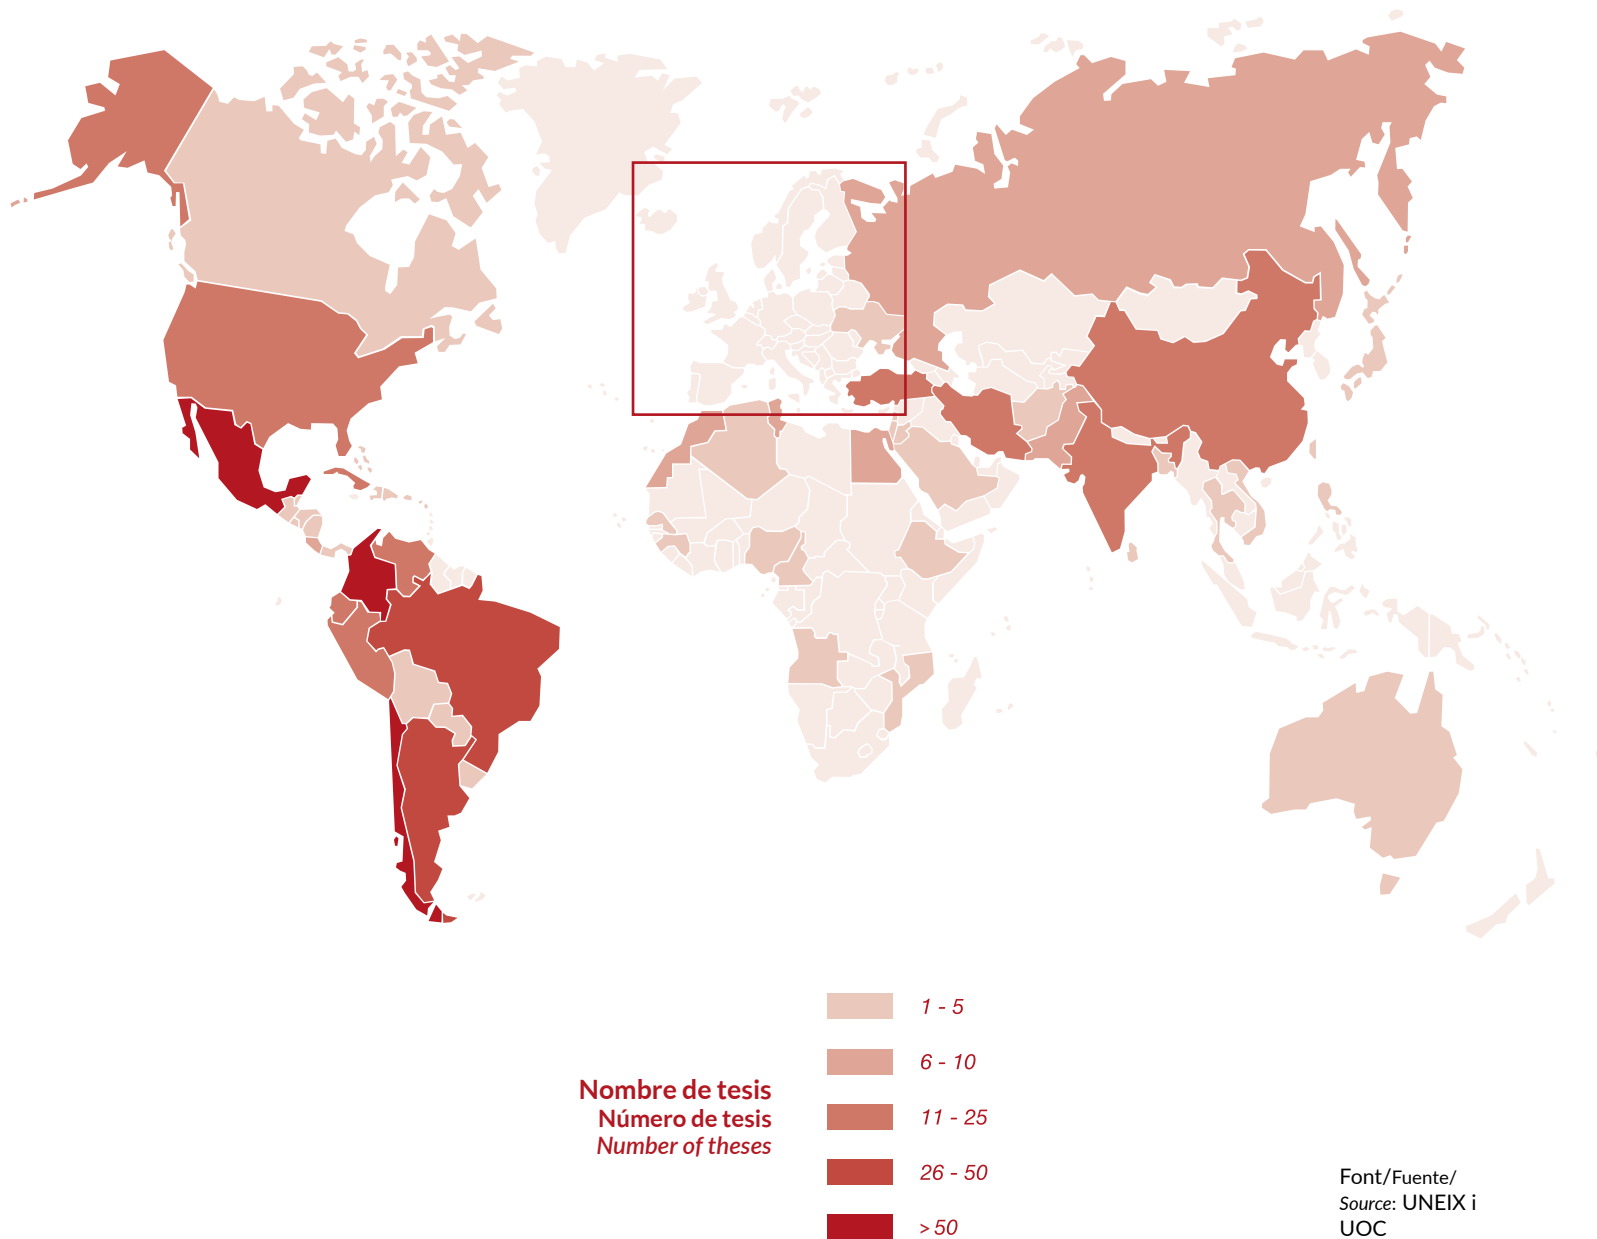 1 - 5
6 - 10
11 - 25
26 - 50
> 50
Nombre de tesis
Número de tesis
Number of theses
Font/Fuente/
Source: UNEIX i
UOC